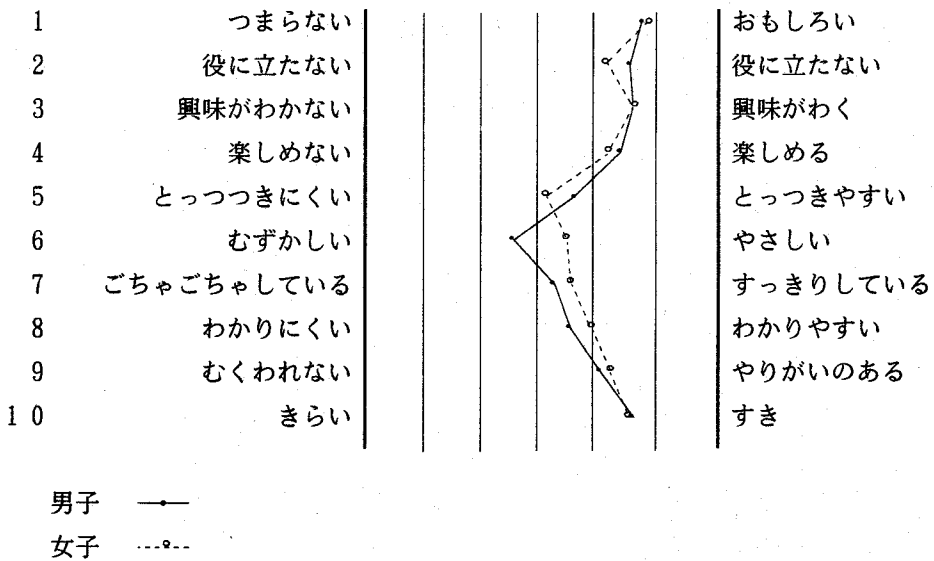 1 つまらない おもしろい
2 役に立たない 役に立たない
3 興味がわかない 興味がわく
4 楽しめない 楽しめる
5 とっつつきにくい とっつきやすい
6 むずかしい やさしい
7 ごちゃごちゃしている すっきりしている
8 わかりにくい わかりやすい
9 むくわれない やりがいのある
10 きらい すき
男子
女子